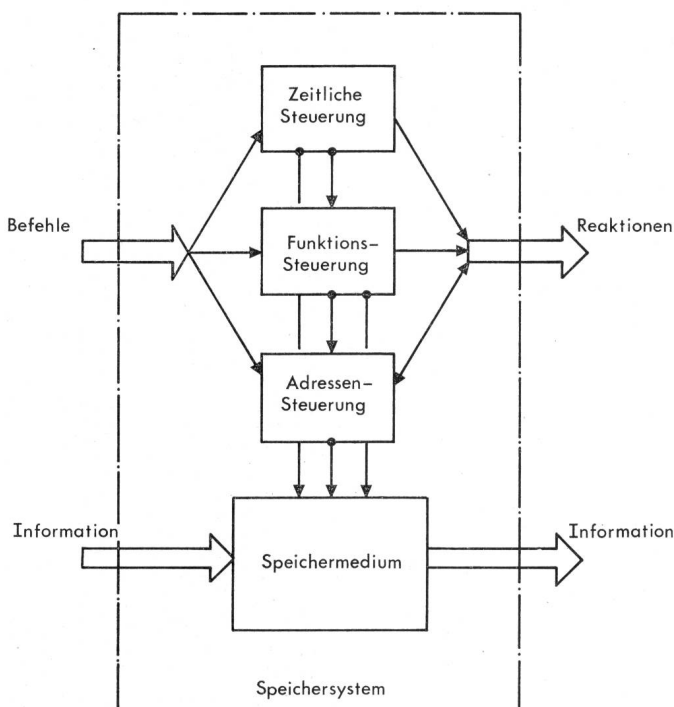 Zeitliche
Steuerung
Befehle
Funktions-
Steuerung
Reaktionen
Adressen-
Steuerung
Information
Speichermedium
Information
Speichersystem